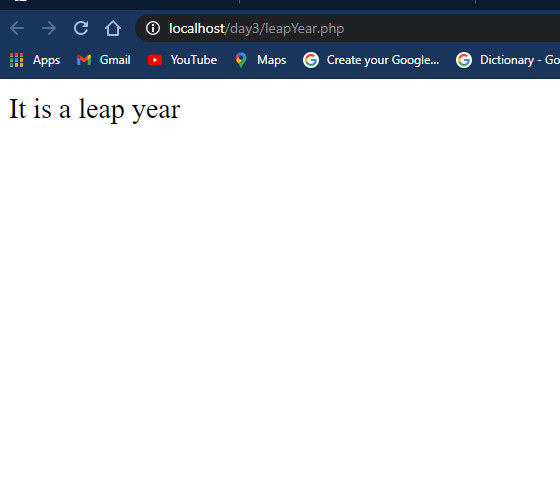 localhost/day3/leapYear.php
Apps Gmail YouTube Maps Create your Google... Dictionary - Go
It is a leap year